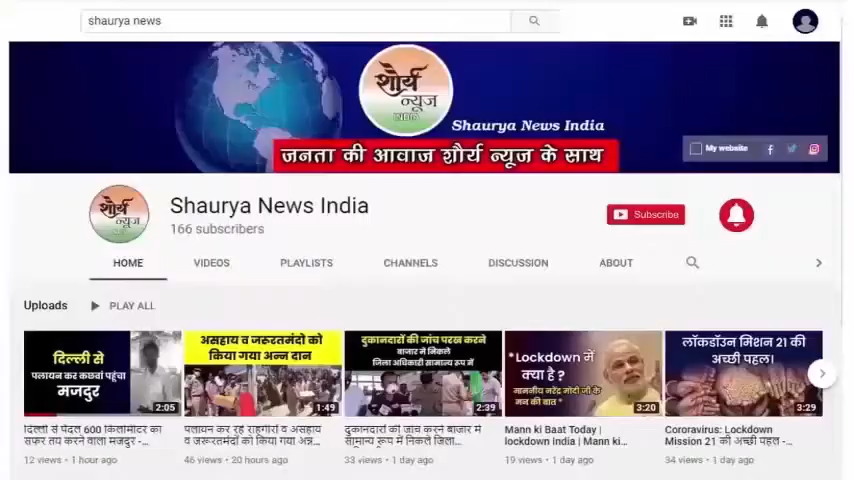 shaurya news
शौर्य
न्यूज
INDIA
Shaurya News India
जनता की आवाज शौर्य न्यूज के साथ
My website
शौर्य
न्यूज
Shaurya News India
166 subscribers
Subscribe
HOME VIDEOS PLAYLISTS CHANNELS DISCUSSION ABOUT
Uploads PLAY ALL
दिल्ली से
पलायन कर कछवां पहुंचा
मजदुर
2:05
असहाय व जरूरतमंदो को
किया गया अन्न दान
1:49
दुकानदारों की जांच परख करने
बाजार मे निकले
जिला अधिकारी सामान्य रूप में
2:39
"Lockdown में
क्या है ?
माननीय नरेंद्र मोदी जी के
मन की बात "
3:20
लॉकडॉउन मिशन 21 की
अच्छी पहल।
3:29
दिल्ली से पैदल 600 किलोमीटर का
सफर तय करने वाला मजदुर -...
12 views • 1 hour ago
पलायन कर रहे राहगीरों व असहाय
व जरूरतमंदों को किया गया अन्न...
46 views • 20 hours ago
दुकानदारों की जांच करने बाजार में
सामान्य रूप में निकले जिला...
33 views • 1 day ago
Mann ki Baat Today |
lockdown India | Mann ki...
19 views • 1 day ago
Cororavirus: Lockdown
Mission 21 की अच्छी पहल -...
34 views • 1 day ago